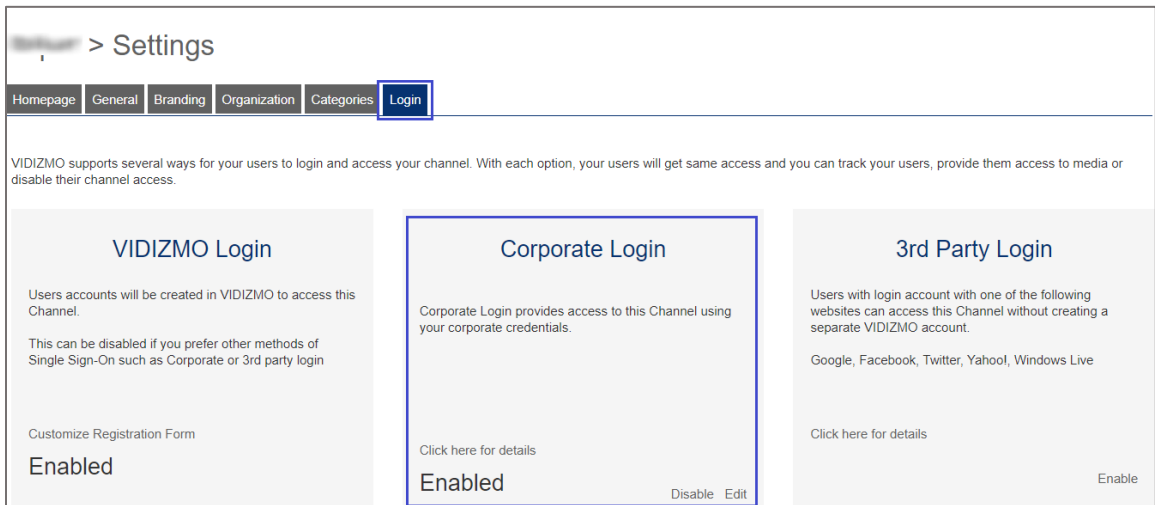 > Settings
Homepage General Branding Organization Categories Login
VIDIZMO supports several ways for your users to login and access your channel. With each option, your users will get same access and you can track your users, provide them access to media or
disable their channel access.
VIDIZMO Login
Users accounts will be created in VIDIZMO to access this
Channel.
This can be disabled if you prefer other methods of
Single Sign-On such as Corporate or 3rd party login
Customize Registration Form
Enabled
Corporate Login
Corporate Login provides access to this Channel using
your corporate credentials.
Click here for details
Enabled
Disable Edit
3rd Party Login
Users with login account with one of the following
websites can access this Channel without creating a
separate VIDIZMO account.
Google, Facebook, Twitter, Yahoo!, Windows Live
Click here for details
Enable